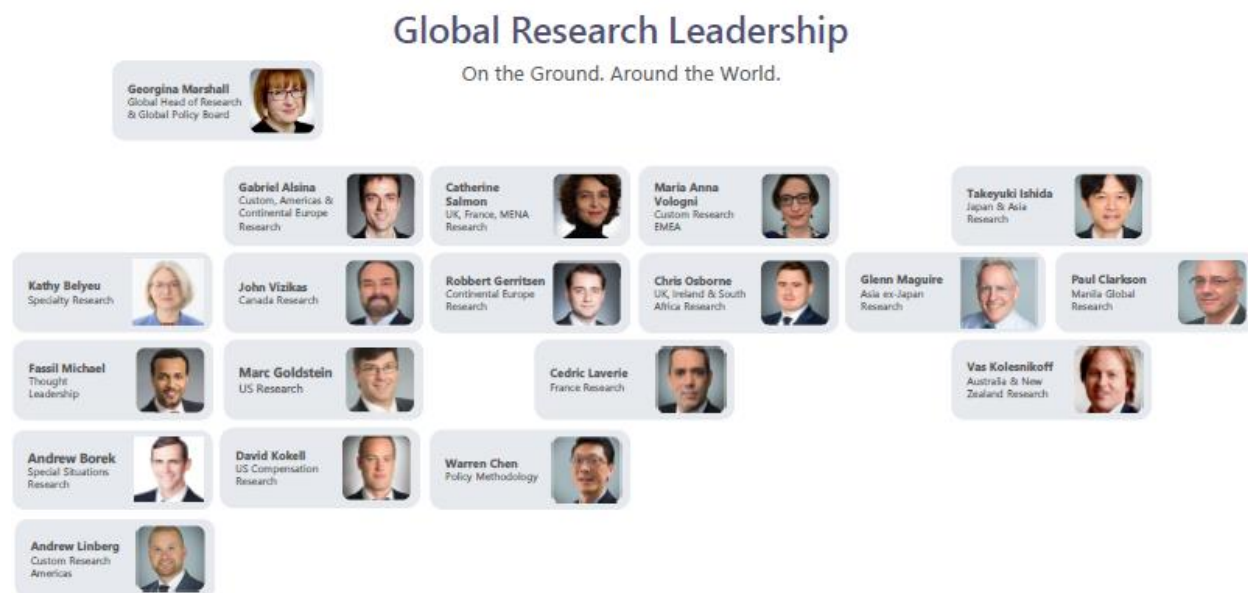 Global Research Leadership
On the Ground. Around the World.
Georgina Marshall
Global Head of Research
& Global Policy Board
Gabriel Alsina
Custom, Americas &
Continental Europe
Research
Catherine
Salmon
UK, France, MENA
Research
Maria Anna
Vologni
Custom Research
EMEA
Takeyuki Ishida
Japan & Asia
Research
Kathy Belyeu
Specialty Research
John Vizikas
Canada Research
Robbert Gerritsen
Continental Europe
Research
Chris Osborne
UK, Ireland & South
Africa Research
Glenn Maguire
Asia ex-Japan
Research
Paul Clarkson
Manila Global
Research
Fassil Michael
Thought
Leadership
Marc Goldstein
US Research
Cedric Laverie
France Research
Vas Kolesnikoff
Australia & New
Zealand Research
Andrew Borek
Special Situations
Research
David Kokell
US Compensation
Research
Warren Chen
Policy Methodology
Andrew Linberg
Custom Research
Americas